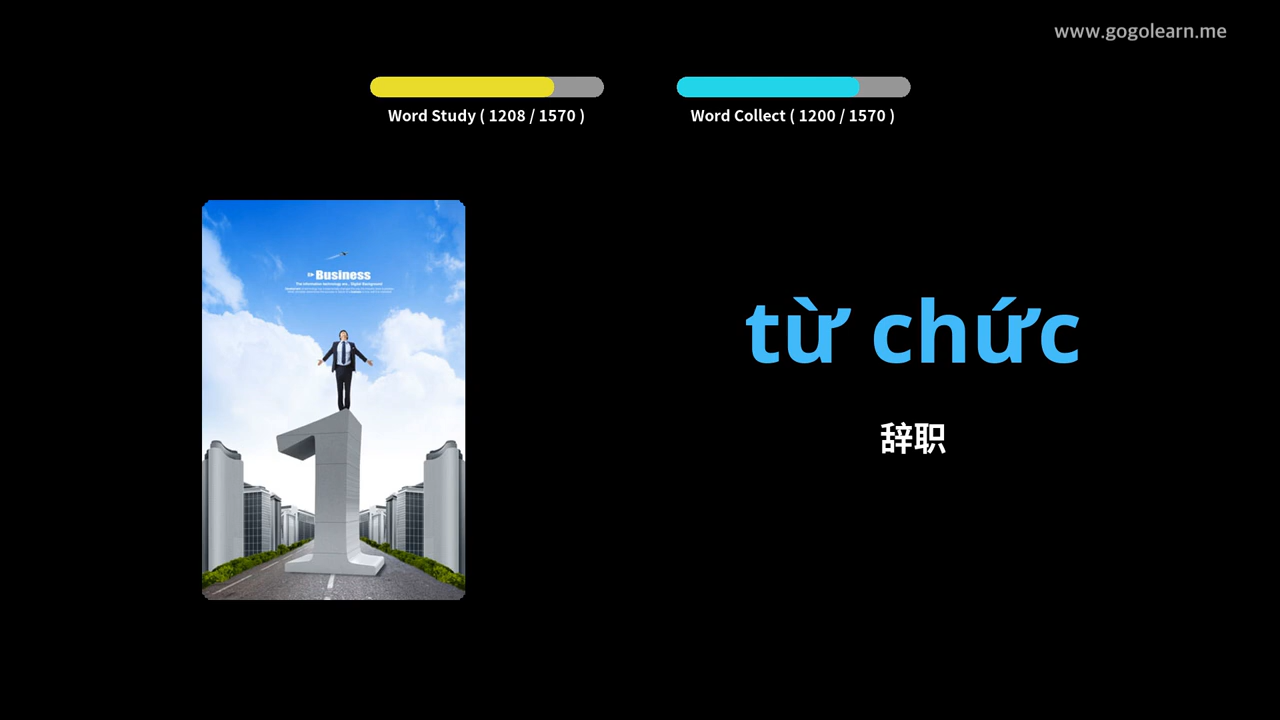 www.gogolearn.me
Word Study ( 1208 / 1570 )
Word Collect ( 1200 / 1570 )
Business
từ chức
辞职